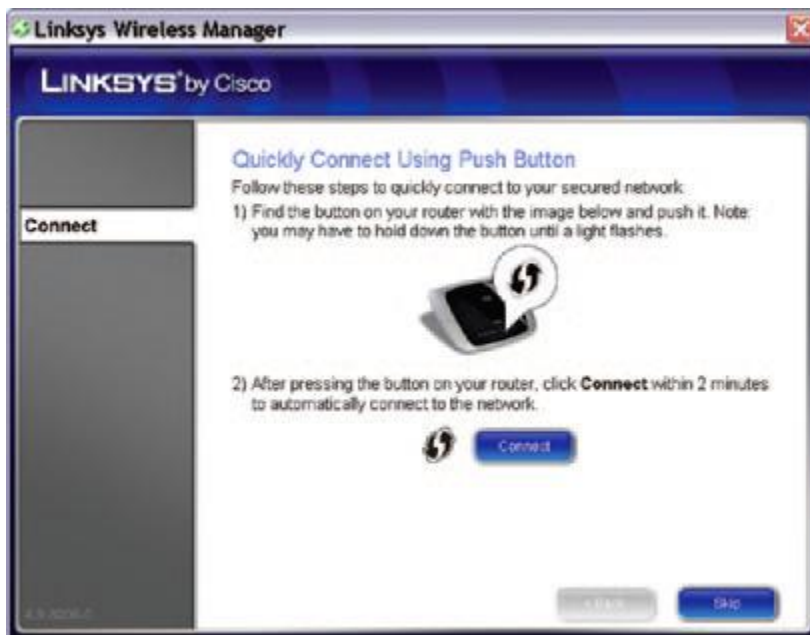 Linksys Wireless Manager
LINKSYS® by Cisco
Connect
Quickly Connect Using Push Button
Follow these steps to quickly connect to your secured network
1) Find the button on your router with the image below and push it. Note:
you may have to hold down the button until a light flashes.
2) After pressing the button on your router, click Connect within 2 minutes
to automatically connect to the network.
Connect
< Back
Skip